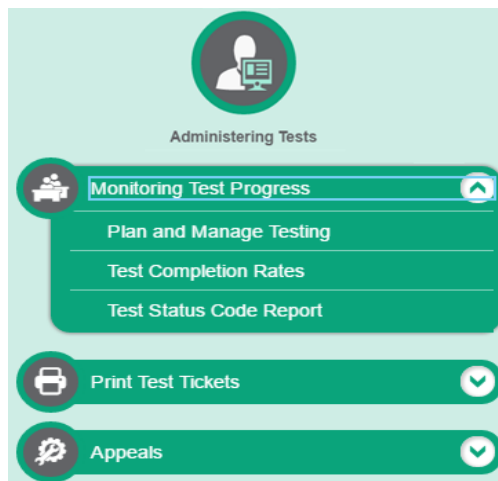 Administering Tests
Monitoring Test Progress
Plan and Manage Testing
Test Completion Rates
Test Status Code Report
Print Test Tickets
Appeals